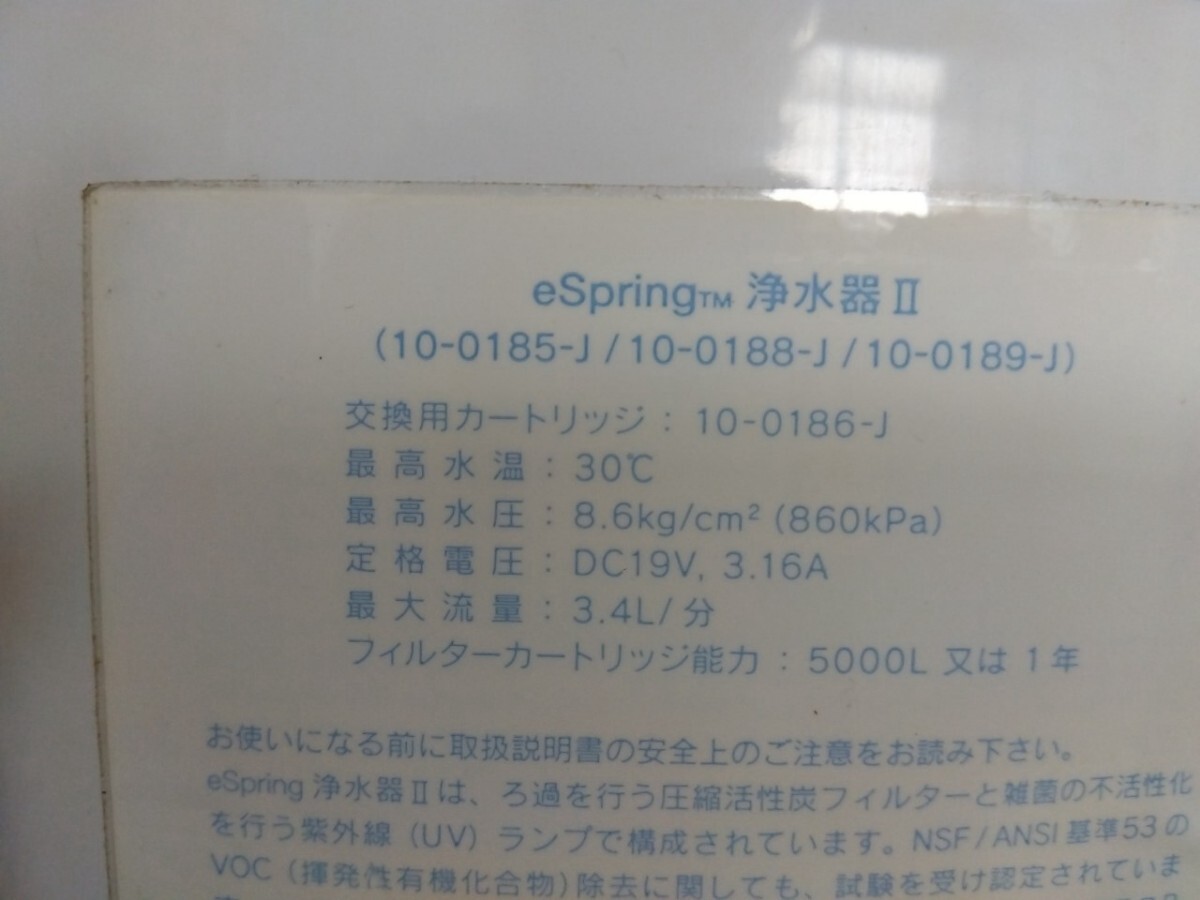 eSpring™ 浄水器Ⅱ
(10-0185-J / 10-0188-J / 10-0189-J)
交換用カートリッジ : 10-0186-J
最高水温 : 30℃
最高水圧 : 8.6kg/cm² (860kPa)
定格電圧 : DC19V, 3.16A
最大流量 : 3.4L/分
フィルターカートリッジ能力 : 5000L 又は 1年
お使いになる前に取扱説明書の安全上のご注意をお読み下さい。
eSpring 浄水器Ⅱは、ろ過を行う圧縮活性炭フィルターと雑菌の不活性化
を行う紫外線（UV）ランプで構成されています。NSF/ANSI基準53の
VOC（揮発性有機化合物）除去に関しても、試験を受け認定されていま